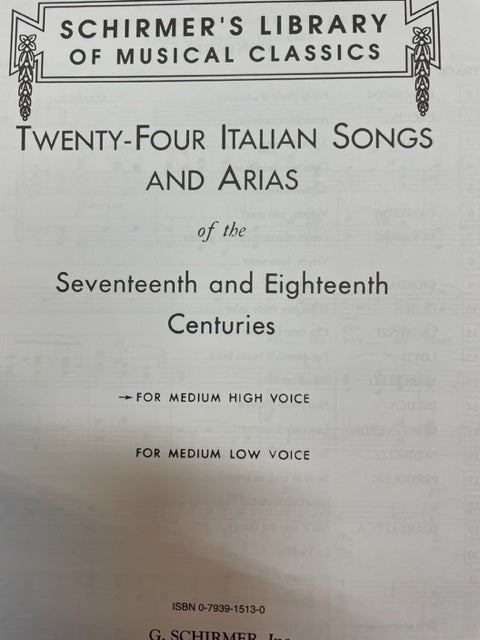 SCHIRMER'S LIBRARY
OF MUSICAL CLASSICS
TWENTY-FOUR ITALIAN SONGS
AND ARIAS
of the
Seventeenth and Eighteenth
Centuries
→ FOR MEDIUM HIGH VOICE
FOR MEDIUM LOW VOICE
ISBN 0-7939-1513-0
G. SCHIRMER, Inc.